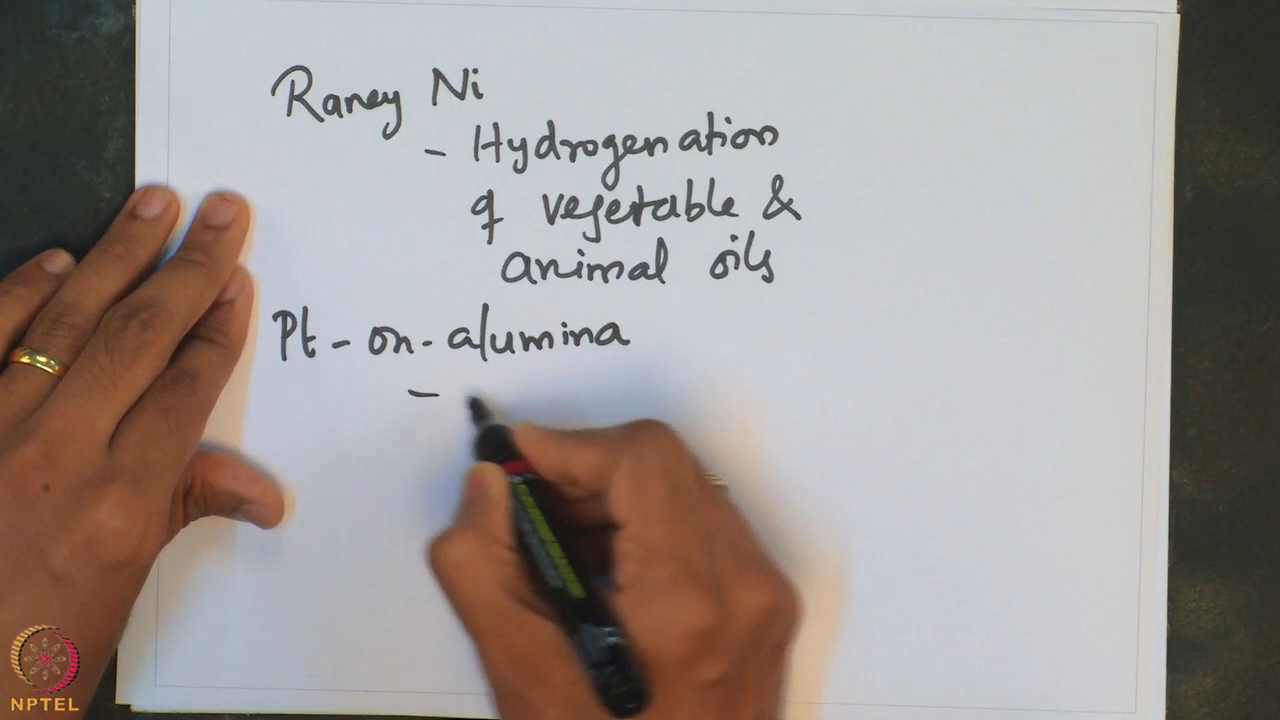 Raney Ni
- Hydrogenation
of vegetable &
animal oils
Pt - on - alumina
-
NPTEL